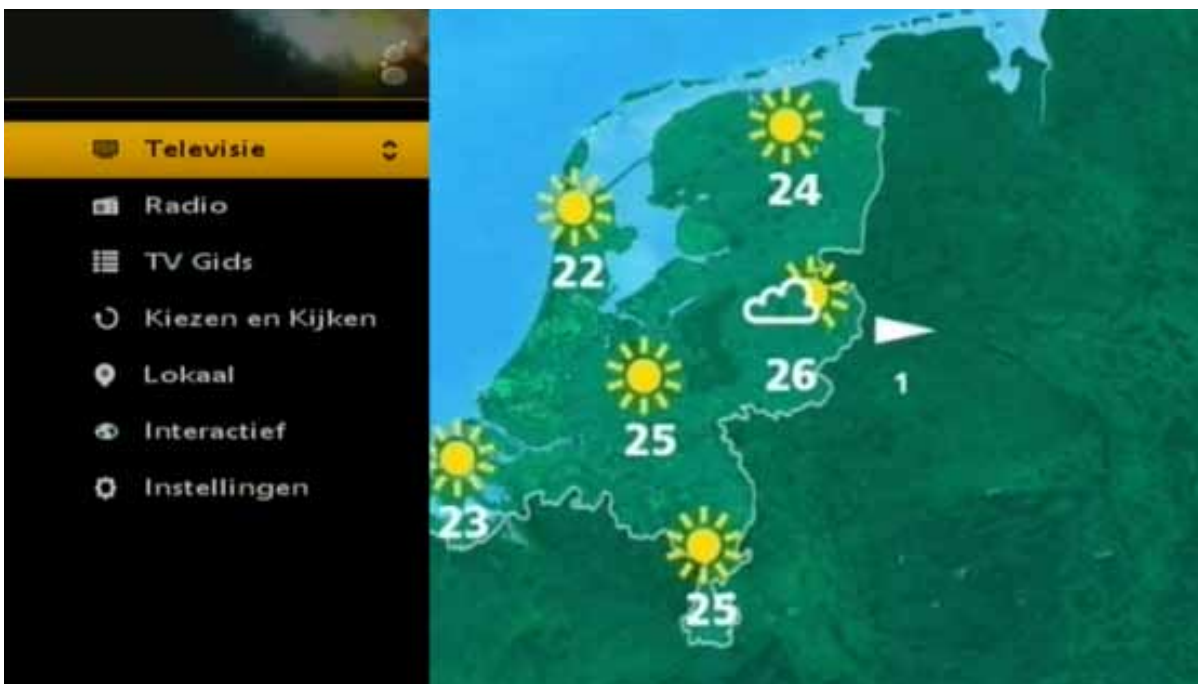 Televisie
Radio
TV Gids
Kiezen en Kijken
Lokaal
Interactief
Instellingen
24
22
26
1
25
23
25